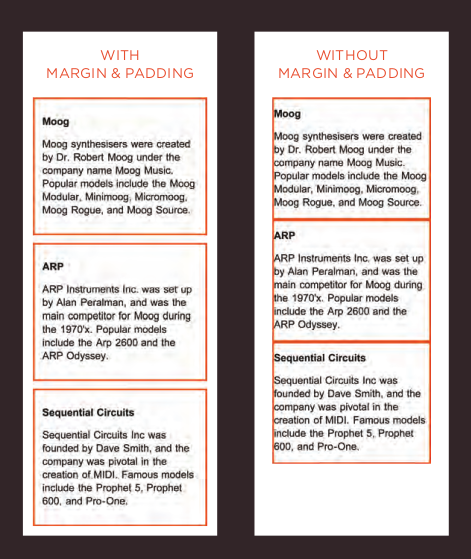 WITH
MARGIN & PADDING
Moog
Moog synthesisers were created
by Dr. Robert Moog under the
company name Moog Music.
Popular models include the Moog
Modular, Minimoog, Micromoog,
Moog Rogue, and Moog Source.
ARP
ARP Instruments Inc. was set up
by Alan Peralman, and was the
main competitor for Moog during
the 1970'x. Popular models
include the Arp 2600 and the
ARP Odyssey.
Sequential Circuits
Sequential Circuits Inc was
founded by Dave Smith, and the
company was pivotal in the
creation of MIDI. Famous models
include the Prophet 5, Prophet
600, and Pro-One.
WITHOUT
MARGIN & PADDING
Moog
Moog synthesisers were created
by Dr. Robert Moog under the
company name Moog Music.
Popular models include the Moog
Modular, Minimoog, Micromoog,
Moog Rogue, and Moog Source.
ARP
ARP Instruments Inc. was set up
by Alan Peralman, and was the
main competitor for Moog during
the 1970'x. Popular models
include the Arp 2600 and the
ARP Odyssey.
Sequential Circuits
Sequential Circuits Inc was
founded by Dave Smith, and the
company was pivotal in the
creation of MIDI. Famous models
include the Prophet 5, Prophet
600, and Pro-One.